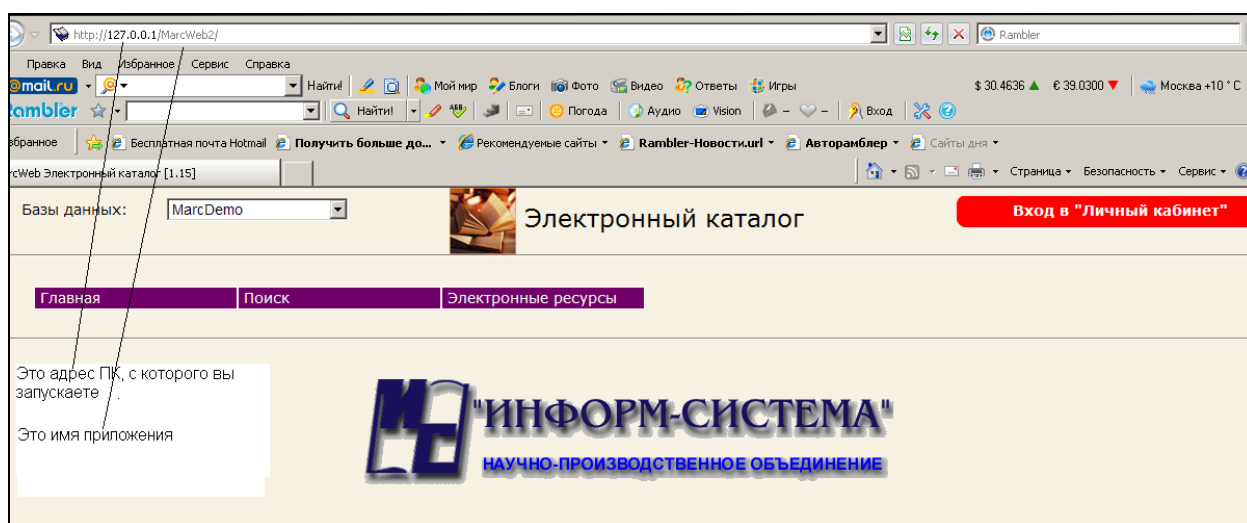 http://127.0.0.1/MarcWeb2/ Rambler
Правка Вид Избранное Сервис Справка
@mail.ru Найти! Мой мир Блоги Фото Видео Ответы Игры $ 30.4636 € 39.0300 Москва +10 °C
Rambler Найти! Погода Аудио Vision Вход
Бесплатная почта Hotmail Получить больше до... Рекомендуемые сайты Rambler-Новости.url Авторамблер Сайты дня
Электронный каталог [1.15] Страница Безопасность Сервис
Базы данных: MarcDemo Электронный каталог Вход в "Личный кабинет"
Главная Поиск Электронные ресурсы
Это адрес ПК, с которого вы
запускаете .
Это имя приложения
"ИНФОРМ-СИСТЕМА"
НАУЧНО-ПРОИЗВОДСТВЕННОЕ ОБЪЕДИНЕНИЕ